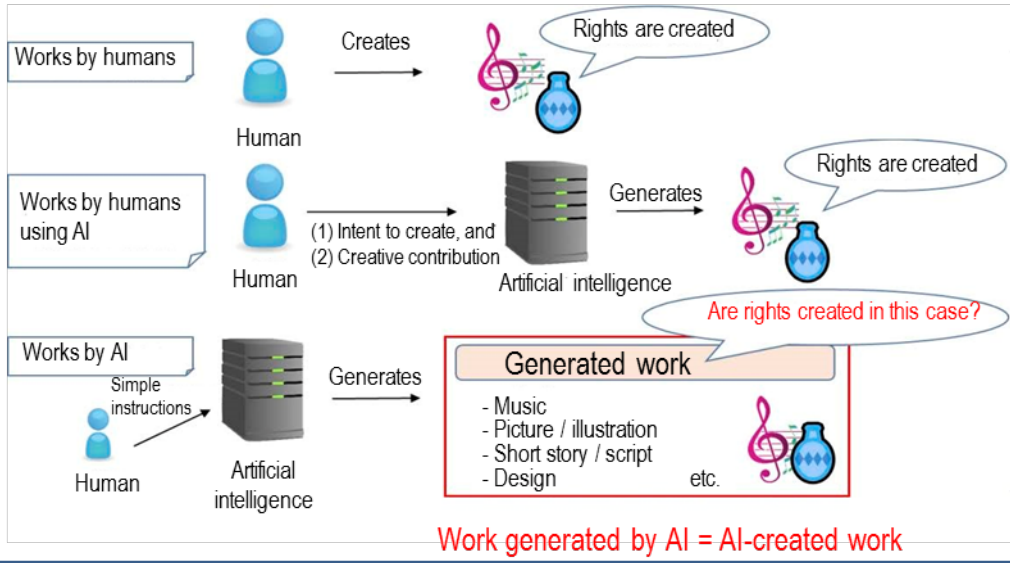 Works by humans
Human
Creates
Rights are created
Works by humans
using AI
Human
(1) Intent to create, and
(2) Creative contribution
Artificial intelligence
Generates
Rights are created
Works by AI
Simple
instructions
Human
Artificial
intelligence
Generates
Are rights created in this case?
Generated work
- Music
- Picture / illustration
- Short story / script
- Design etc.
Work generated by AI = AI-created work